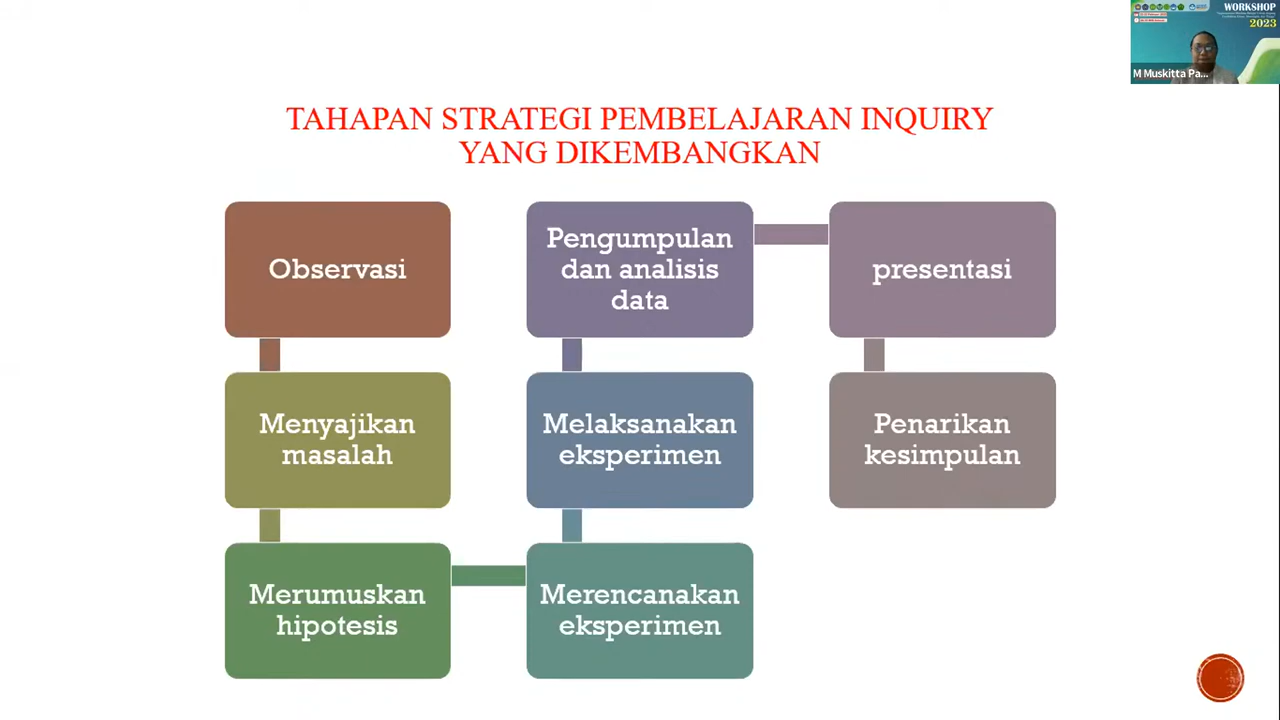 WORKSHOP
2023
M Muskitta Pa...
TAHAPAN STRATEGI PEMBELAJARAN INQUIRY
YANG DIKEMBANGKAN
Observasi
Menyajikan
masalah
Merumuskan
hipotesis
Merencanakan
eksperimen
Melaksanakan
eksperimen
Pengumpulan
dan analisis
data
presentasi
Penarikan
kesimpulan